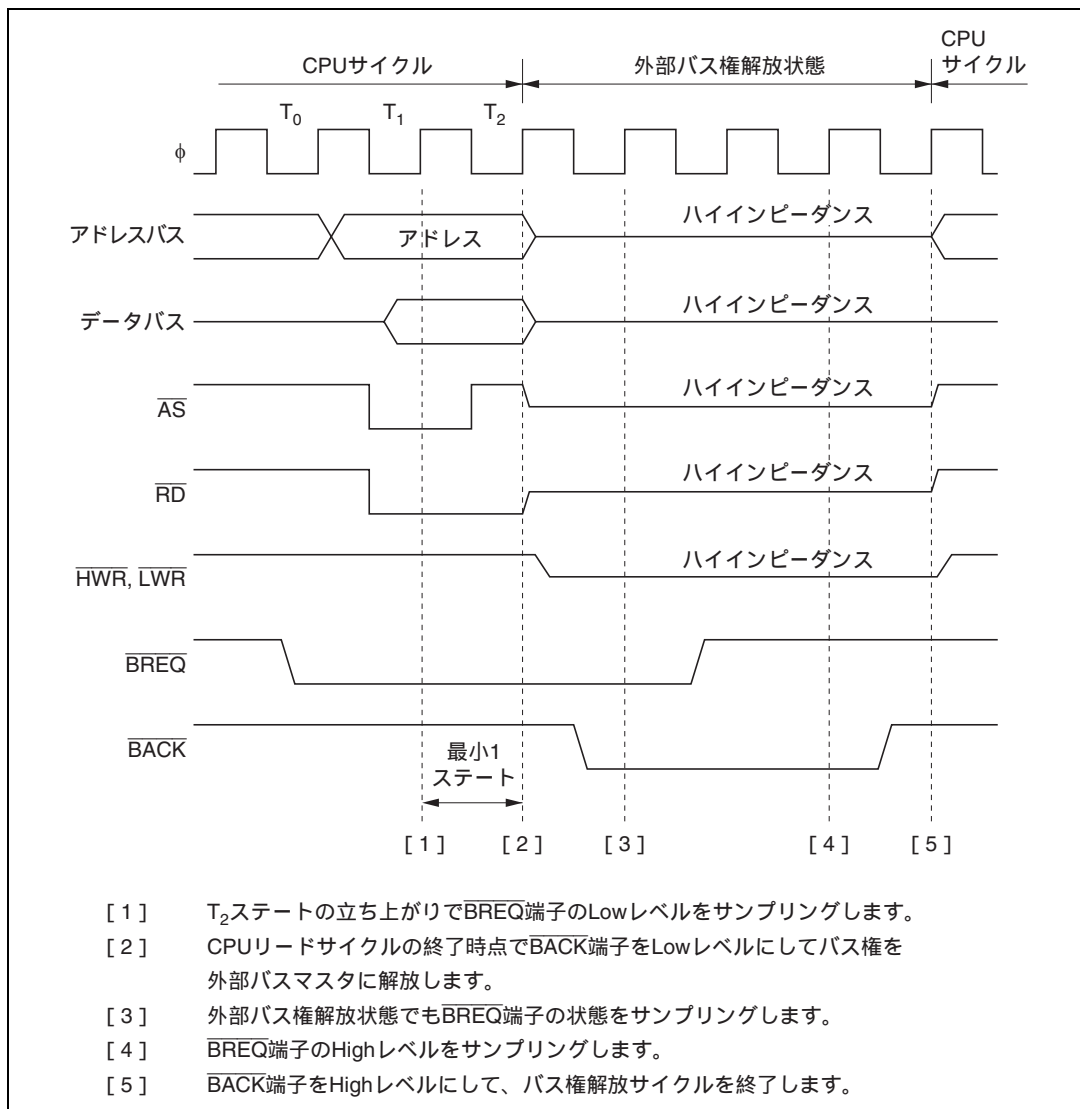 CPUサイクル
外部バス権解放状態
CPU
サイクル
T0
T1
T2
φ
アドレスバス
アドレス
ハイインピーダンス
データバス
ハイインピーダンス
AS
ハイインピーダンス
RD
ハイインピーダンス
HWR, LWR
ハイインピーダンス
BREQ
BACK
最小1
ステート
[1] [2] [3] [4] [5]
[1] T2ステートの立ち上がりでBREQ端子のLowレベルをサンプリングします。
[2] CPUリードサイクルの終了時点でBACK端子をLowレベルにしてバス権を
外部バスマスタに解放します。
[3] 外部バス権解放状態でもBREQ端子の状態をサンプリングします。
[4] BREQ端子のHighレベルをサンプリングします。
[5] BACK端子をHighレベルにして、バス権解放サイクルを終了します。